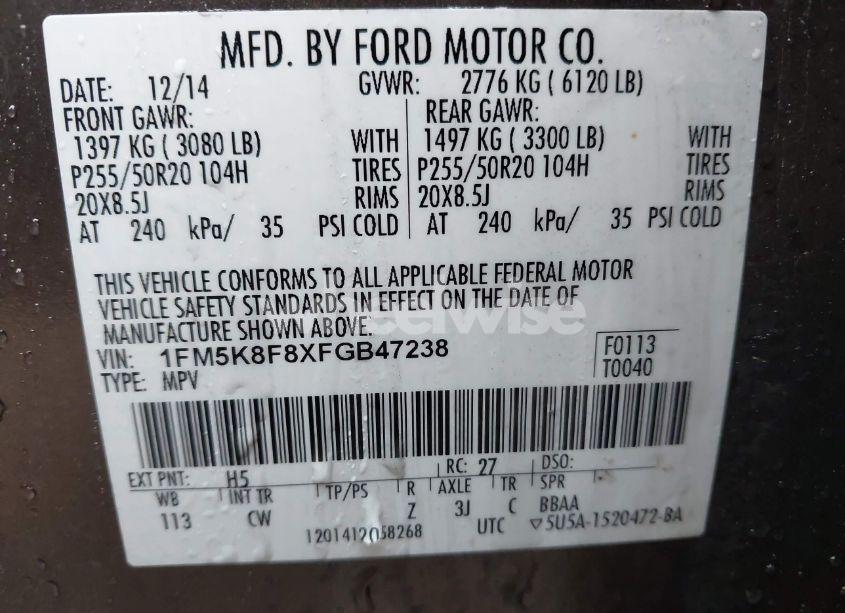 MFD. BY FORD MOTOR CO.
DATE: 12/14 GVWR: 2776 KG ( 6120 LB)
FRONT GAWR: REAR GAWR:
1397 KG ( 3080 LB) WITH 1497 KG ( 3300 LB) WITH
P255/50R20 104H TIRES P255/50R20 104H TIRES
20X8.5J RIMS 20X8.5J RIMS
AT 240 kPa/ 35 PSI COLD AT 240 kPa/ 35 PSI COLD
THIS VEHICLE CONFORMS TO ALL APPLICABLE FEDERAL MOTOR
VEHICLE SAFETY STANDARDS IN EFFECT ON THE DATE OF
MANUFACTURE SHOWN ABOVE.
VIN: 1FM5K8F8XFGB47238 F0113
TYPE: MPV T0040
EXT PNT: H5 RC: 27 DSO:
WB INT TR TP/PS R AXLE TR SPR
113 CW Z 3J C BBAA
1201412058268 UTC ▽5U5A-1520472-BA